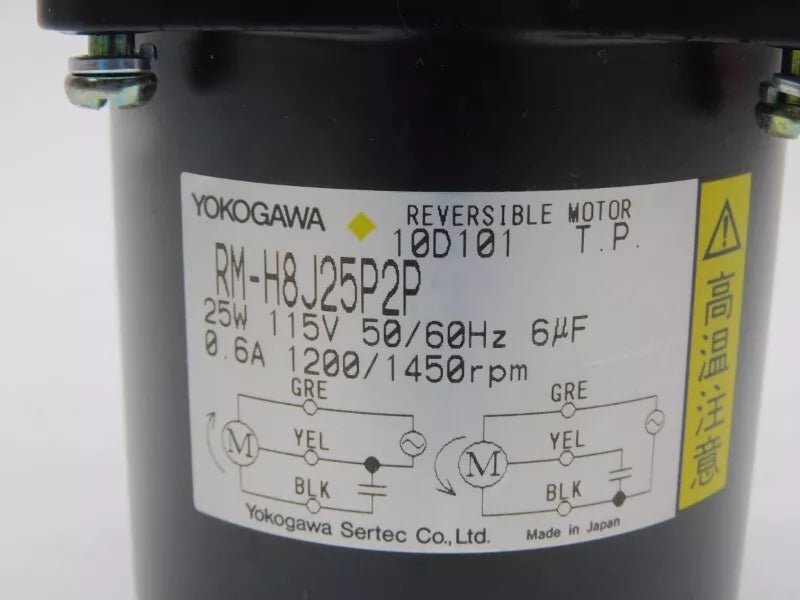 YOKOGAWA
REVERSIBLE MOTOR
10D101 T.P.
RM-H8J25P2P
25W 115V 50/60Hz 6μF
0.6A 1200/1450rpm
GRE
YEL
BLK
M
GRE
YEL
BLK
M
Yokogawa Sertec Co.,Ltd.
Made in Japan
高温注意